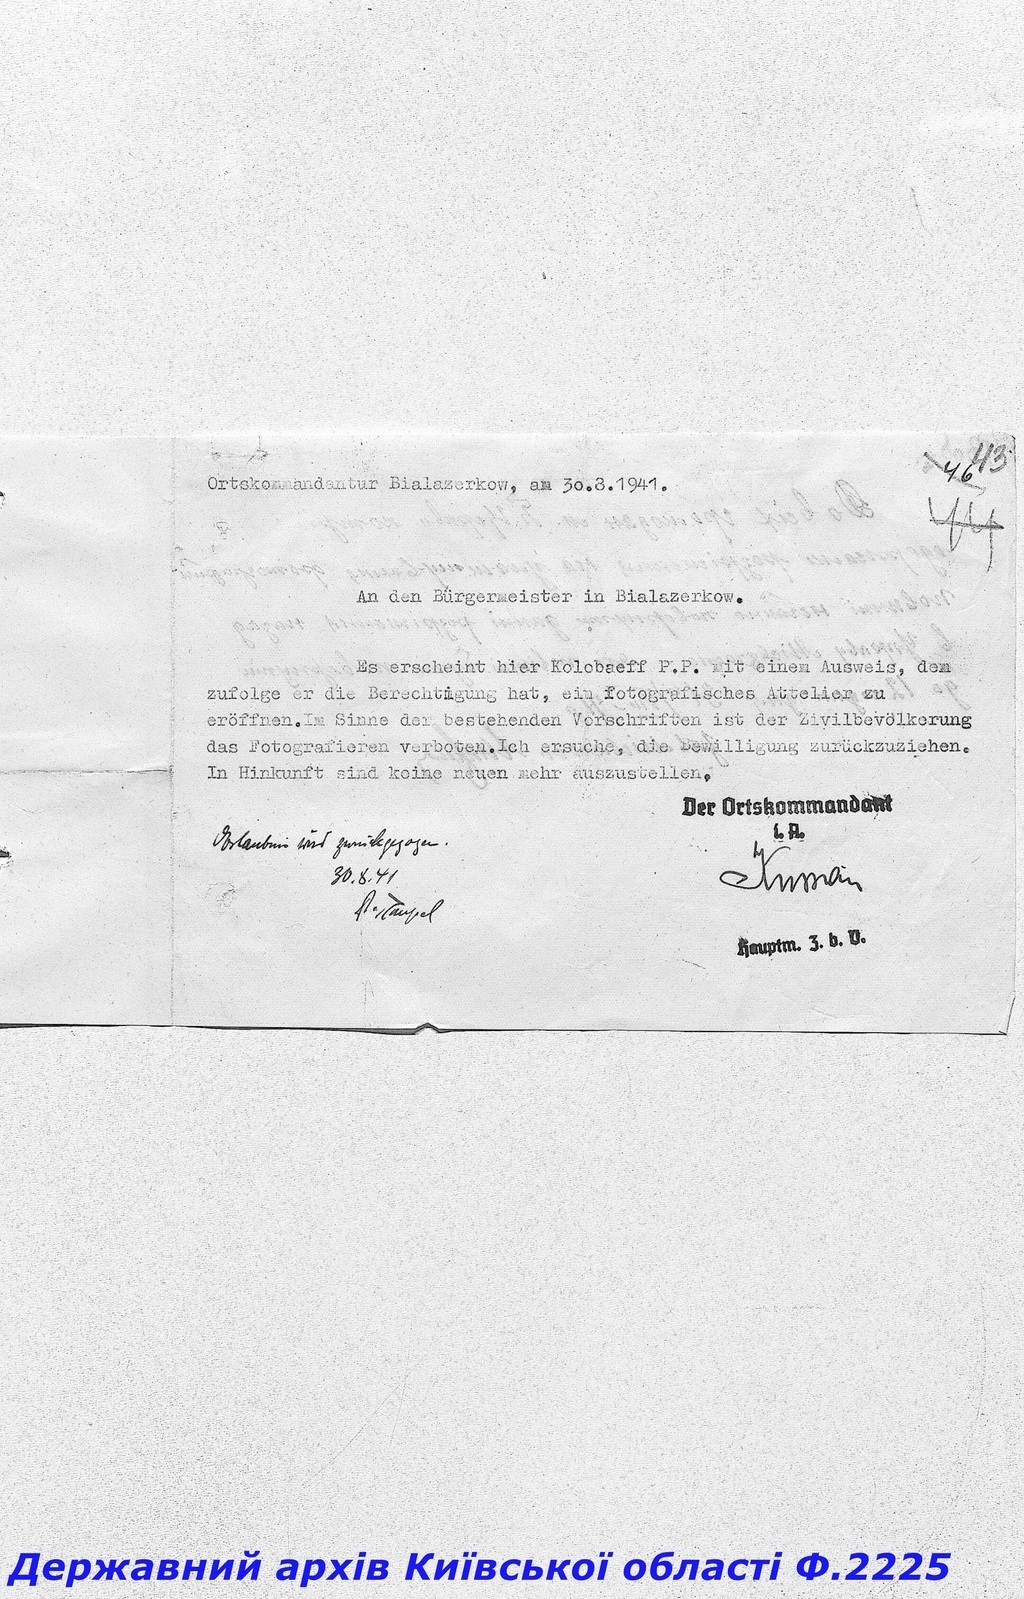 43
46
44
Ortskommandantur Bialazerkow, am 30.8.1941.
An den Bürgermeister in Bialazerkow.
Es erscheint hier Kolobaeff P.P. mit einem Ausweis, dem
zufolge er die Berechtigung hat, ein fotografisches Attelier zu
eröffnen.Im Sinne der bestehenden Vorschriften ist der Zivilbevölkerung
das Fotografieren verboten.Ich ersuche, die Bewilligung zurückzuziehen.
In Hinkunft sind keine neuen mehr auszustellen.
Der Ortskommandant
i. A.
Hauptm. z. b. V.
Erlaubnis wird zurückgezogen.
30.8.41
Державний архів Київської області Ф.2225